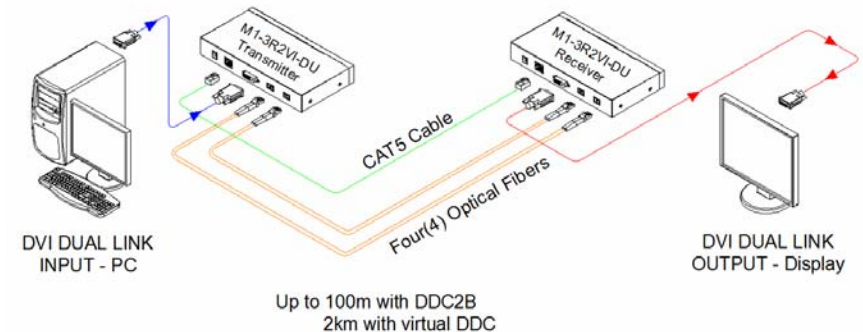 M1-3R2VI-DU
Transmitter
M1-3R2VI-DU
Receiver
CAT5 Cable
Four(4) Optical Fibers
DVI DUAL LINK
INPUT - PC
DVI DUAL LINK
OUTPUT - Display
Up to 100m with DDC2B
2km with virtual DDC